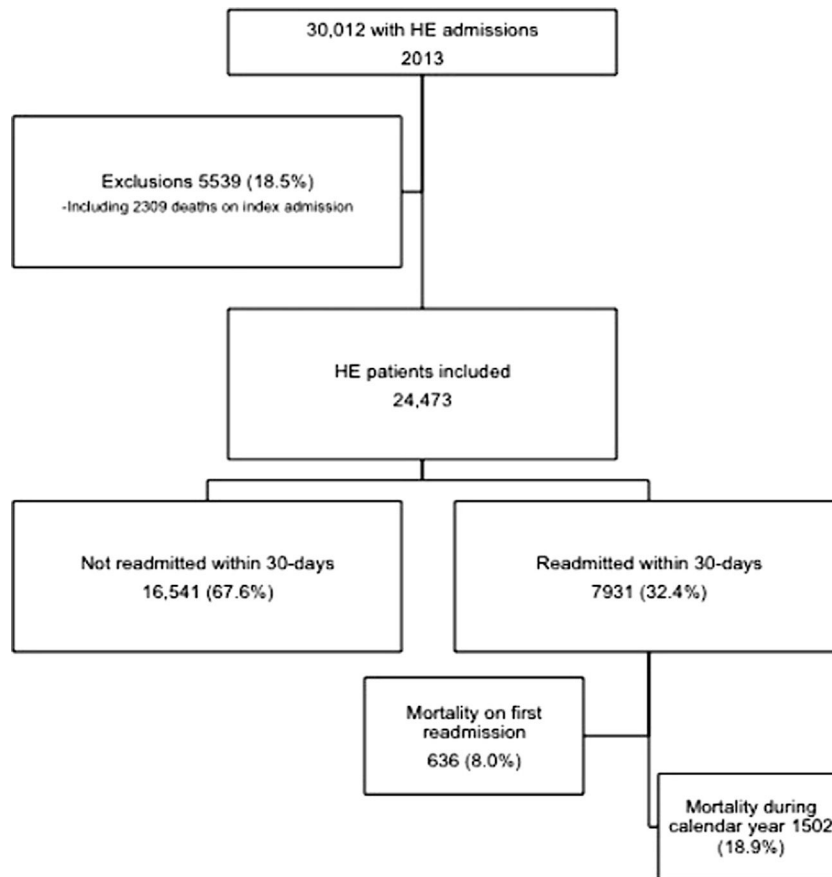 30,012 with HE admissions
2013
Exclusions 5539 (18.5%)
-Including 2309 deaths on index admission
HE patients included
24,473
Not readmitted within 30-days
16,541 (67.6%)
Readmitted within 30-days
7931 (32.4%)
Mortality on first
readmission
636 (8.0%)
Mortality during
calendar year 1502
(18.9%)